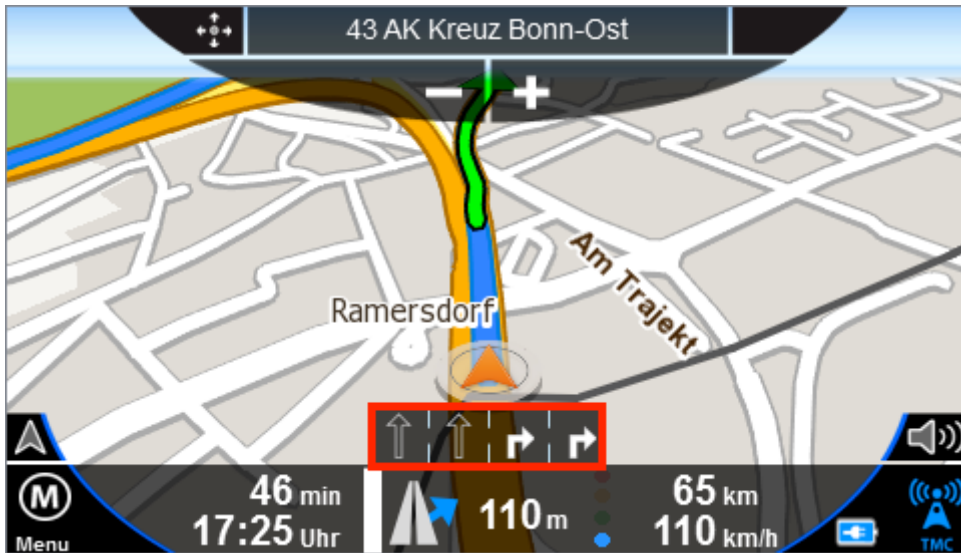 43 AK Kreuz Bonn-Ost
− +
Am Trajekt
Ramersdorf
46 min
17:25 Uhr
110 m
65 km
110 km/h
M
Menu
TMC